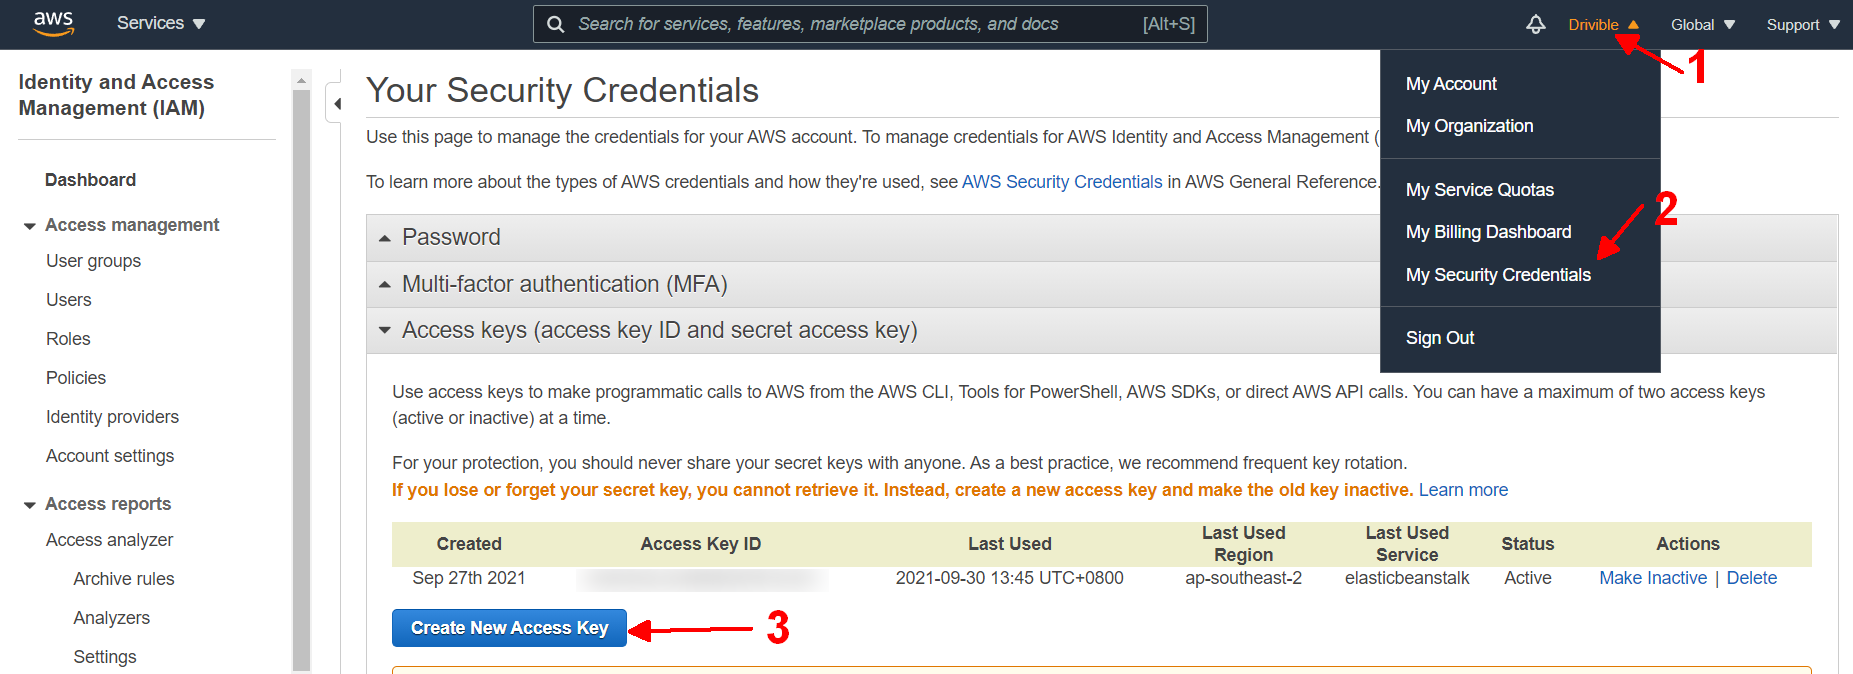 aws
Services
Search for services, features, marketplace products, and docs [Alt+S]
Drivible
Global
Support
1
Identity and Access
Management (IAM)
Dashboard
Access management
User groups
Users
Roles
Policies
Identity providers
Account settings
Access reports
Access analyzer
Archive rules
Analyzers
Settings
Your Security Credentials
Use this page to manage the credentials for your AWS account. To manage credentials for AWS Identity and Access Management (
To learn more about the types of AWS credentials and how they're used, see AWS Security Credentials in AWS General Reference.
My Account
My Organization
My Service Quotas
My Billing Dashboard
My Security Credentials
Sign Out
2
Password
Multi-factor authentication (MFA)
Access keys (access key ID and secret access key)
Use access keys to make programmatic calls to AWS from the AWS CLI, Tools for PowerShell, AWS SDKs, or direct AWS API calls. You can have a maximum of two access keys
(active or inactive) at a time.
For your protection, you should never share your secret keys with anyone. As a best practice, we recommend frequent key rotation.
If you lose or forget your secret key, you cannot retrieve it. Instead, create a new access key and make the old key inactive. Learn more
Created Access Key ID Last Used Last Used Region Last Used Service Status Actions
Sep 27th 2021 2021-09-30 13:45 UTC+0800 ap-southeast-2 elasticbeanstalk Active Make Inactive | Delete
Create New Access Key
3